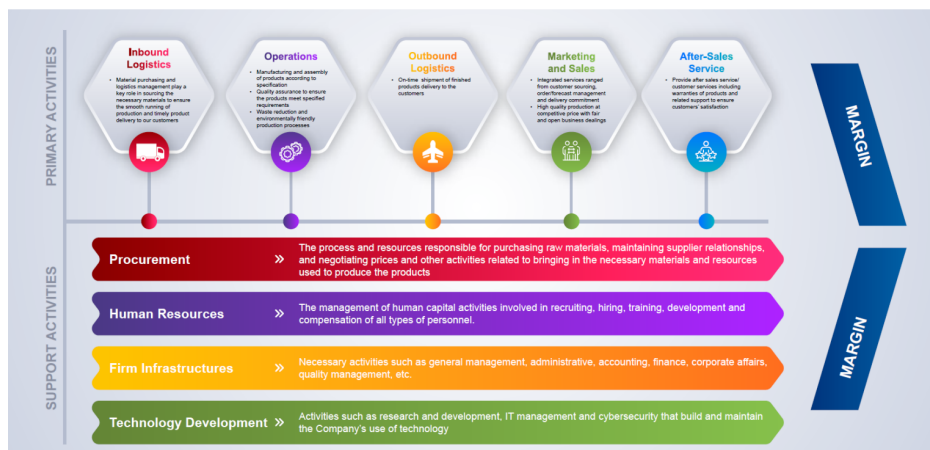 PRIMARY ACTIVITIES
Inbound
Logistics
• Material purchasing and
logistics management play a
key role in sourcing the
necessary materials to ensure
the smooth running of
production and timely product
delivery to our customers
Operations
• Manufacturing and assembly
of products according to
specification
• Quality assurance to ensure
the products meet specified
requirements
• Waste reduction and
environmentally friendly
production processes
Outbound
Logistics
• On-time shipment of finished
products delivery to the
customers
Marketing
and Sales
• Integrated services ranged
from customer sourcing,
order/forecast management
and delivery commitment
• High quality production at
competitive price with fair
and open business dealings
After-Sales
Service
• Provide after sales service/
customer services including
warranties of products and
related support to ensure
customers' satisfaction
MARGIN
SUPPORT ACTIVITIES
Procurement »
The process and resources responsible for purchasing raw materials, maintaining supplier relationships,
and negotiating prices and other activities related to bringing in the necessary materials and resources
used to produce the products
Human Resources »
The management of human capital activities involved in recruiting, hiring, training, development and
compensation of all types of personnel.
Firm Infrastructures »
Necessary activities such as general management, administrative, accounting, finance, corporate affairs,
quality management, etc.
Technology Development »
Activities such as research and development, IT management and cybersecurity that build and maintain
the Company's use of technology
MARGIN